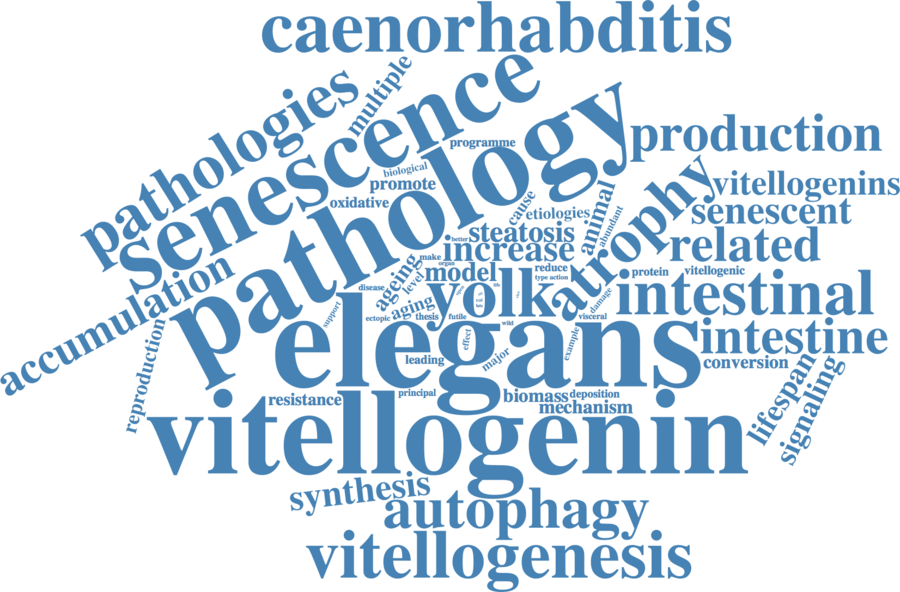 caenorhabditis
multiple
pathologies
senescence
pathology
programme
production
biological
promote
oxidative
cause
etiologies
animal
abundant
atrophy
vitellogenins
senescent
steatosis
better
increase
related
make
organ
ageing
level
model
reduce
type
action
protein
vitellogenic
accumulation
disease
yolk
life
damage
intestinal
support
aging
ectopic
thesis
futile
visceral
wild
elegans
effect
example
intestine
reproduction
leading
major
conversion
lifespan
signaling
resistance
principal
biomass
deposition
mechanism
vitellogenin
synthesis
autophagy
vitellogenesis